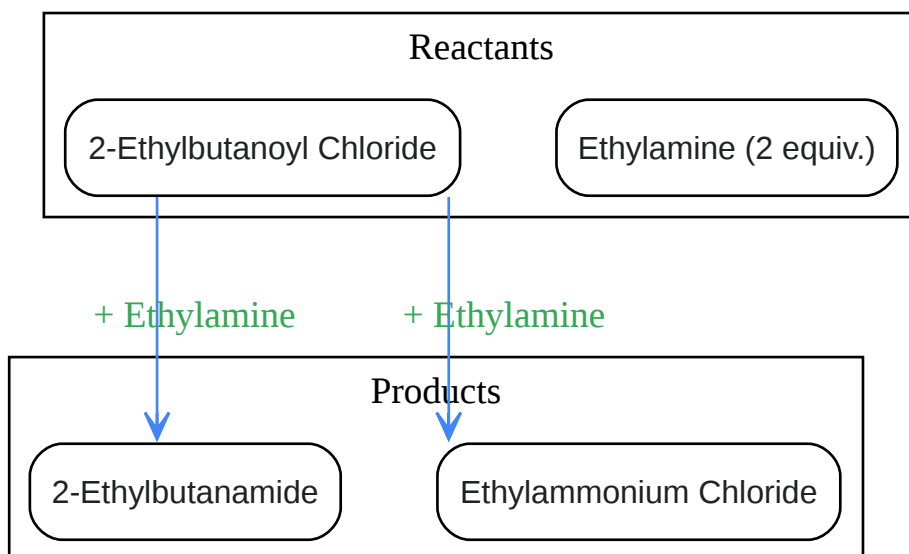 Reactants
2-Ethylbutanoyl Chloride
Ethylamine (2 equiv.)
+ Ethylamine
+ Ethylamine
Products
2-Ethylbutanamide
Ethylammonium Chloride